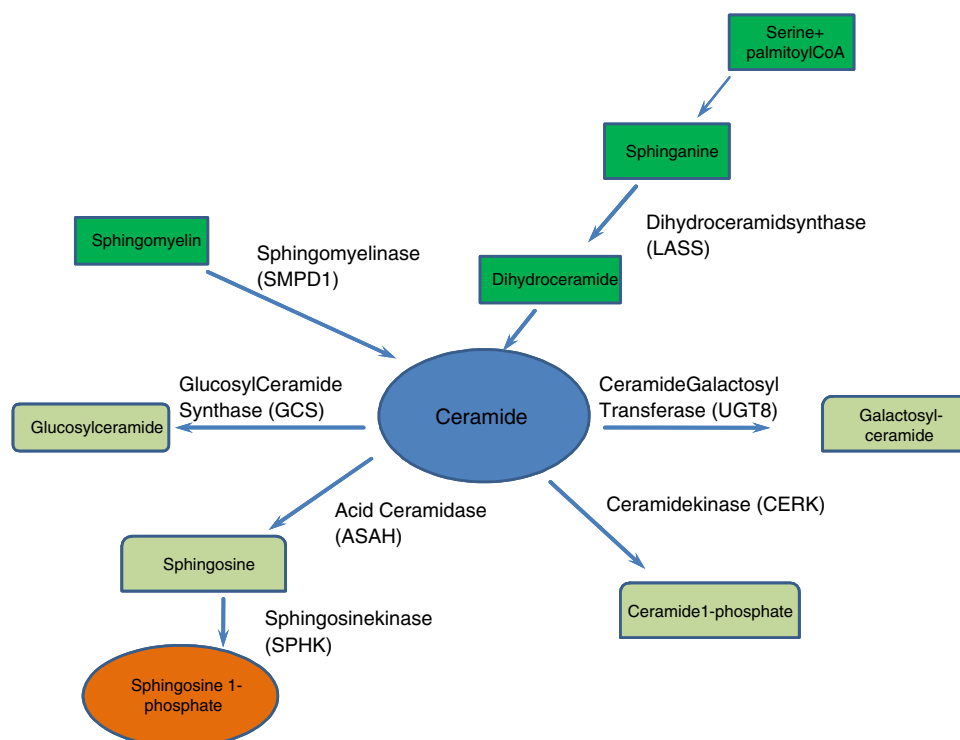 Serine+
palmitoylCoA
Sphinganine
Dihydroceramidsynthase
(LASS)
Sphingomyelin
Sphingomyelinase
(SMPD1)
Dihydroceramide
GlucosylCeramide
Synthase (GCS)
Glucosylceramide
Ceramide
CeramideGalactosyl
Transferase (UGT8)
Galactosyl-
ceramide
Acid Ceramidase
(ASAH)
Ceramidekinase (CERK)
Sphingosine
Ceramide1-phosphate
Sphingosinekinase
(SPHK)
Sphingosine 1-
phosphate